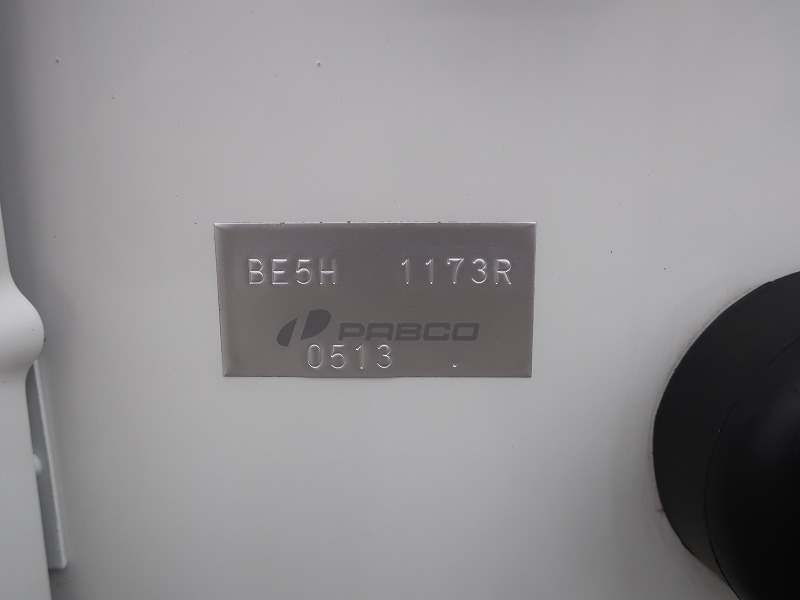 BE5H 1173R
PABCO
0513 .